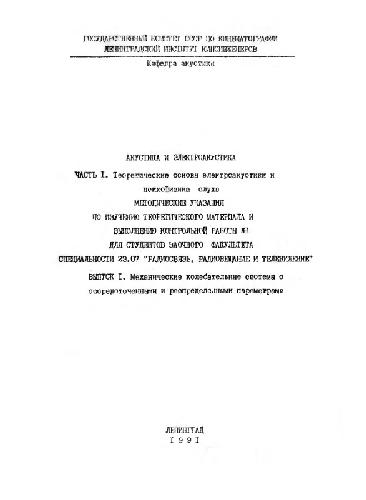 ГОСУДАРСТВЕННЫЙ КОМИТЕТ СССР ПО КИНЕМАТОГРАФИИ
ЛЕНИНГРАДСКИЙ ИНСТИТУТ КИНОИНЖЕНЕРОВ
Кафедра акустики
АКУСТИКА И ЭЛЕКТРОАКУСТИКА
ЧАСТЬ I. Теоретические основы электроакустики и
психофизика слуха
МЕТОДИЧЕСКИЕ УКАЗАНИЯ
ПО ИЗУЧЕНИЮ ТЕОРЕТИЧЕСКОГО МАТЕРИАЛА И
ВЫПОЛНЕНИЮ КОНТРОЛЬНОЙ РАБОТЫ №1
ДЛЯ СТУДЕНТОВ ЗАОЧНОГО ФАКУЛЬТЕТА
СПЕЦИАЛЬНОСТИ 23.07 "РАДИОСВЯЗЬ, РАДИОВЕЩАНИЕ И ТЕЛЕВИДЕНИЕ"
ВЫПУСК I. Механические колебательные системы с
сосредоточенными и распределенными параметрами
ЛЕНИНГРАД
1991